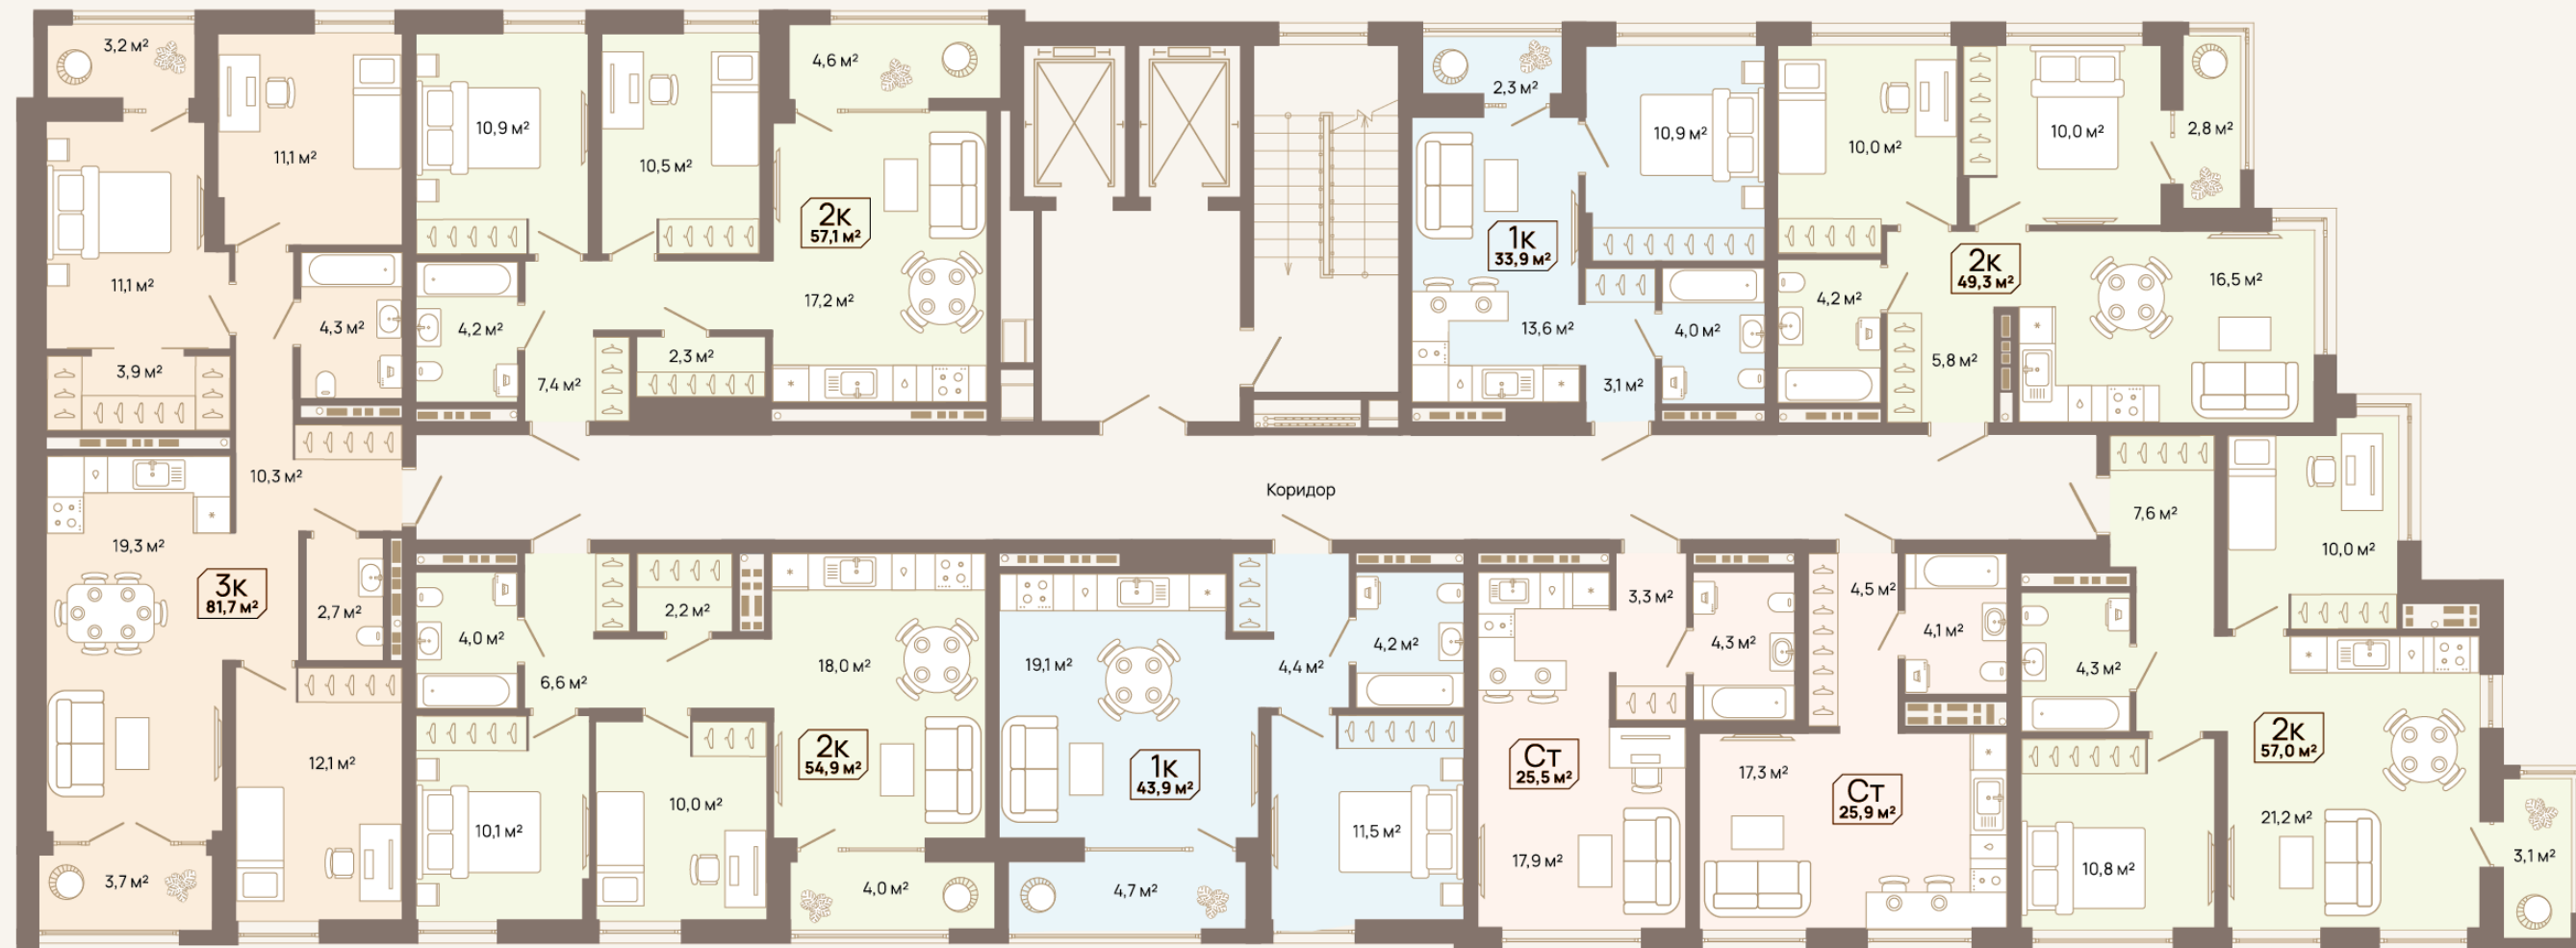 3,2 м²
11,1 м²
11,1 м²
4,3 м²
3,9 м²
10,3 м²
19,3 м²
3К
81,7 м²
2,7 м²
12,1 м²
3,7 м²
10,9 м²
10,5 м²
4,6 м²
2К
57,1 м²
17,2 м²
4,2 м²
2,3 м²
7,4 м²
2,3 м²
10,9 м²
1К
33,9 м²
13,6 м²
4,0 м²
3,1 м²
10,0 м²
10,0 м²
2,8 м²
2К
49,3 м²
16,5 м²
4,2 м²
5,8 м²
Коридор
4,0 м²
2,2 м²
6,6 м²
18,0 м²
2К
54,9 м²
10,1 м²
10,0 м²
4,0 м²
19,1 м²
4,4 м²
4,2 м²
1К
43,9 м²
11,5 м²
4,7 м²
3,3 м²
4,3 м²
Ст
25,5 м²
17,9 м²
4,5 м²
4,1 м²
17,3 м²
Ст
25,9 м²
7,6 м²
10,0 м²
4,3 м²
2К
57,0 м²
21,2 м²
10,8 м²
3,1 м²